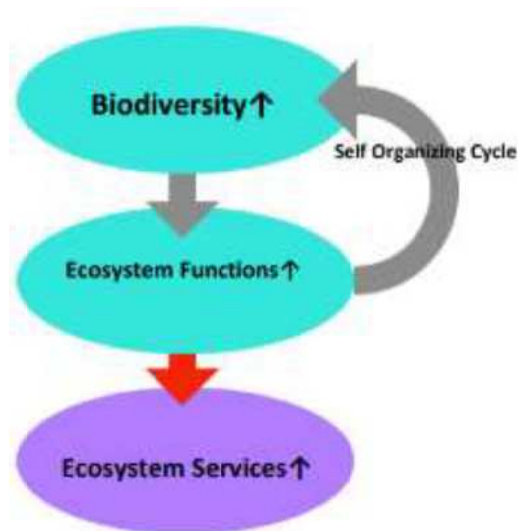 Biodiversity↑
Self Organizing Cycle
Ecosystem Functions↑
Ecosystem Services↑